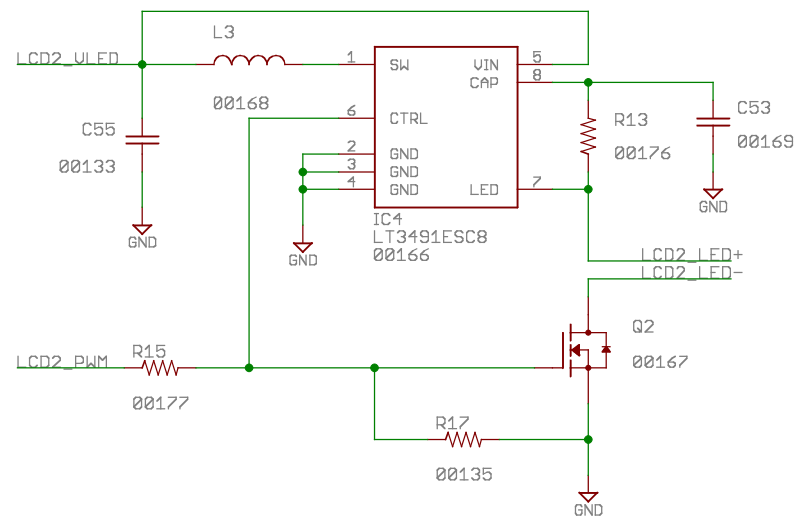 L3
LCD2_VLED
1
SW
VIN
5
CAP
8
C55
00168
6
CTRL
R13
C53
00133
2
GND
00176
00169
3
GND
4
GND
LED
7
GND
GND
IC4
LT3491ESC8
00166
GND
LCD2_LED+
LCD2_LED-
Q2
R15
LCD2_PWM
00167
00177
R17
00135
GND